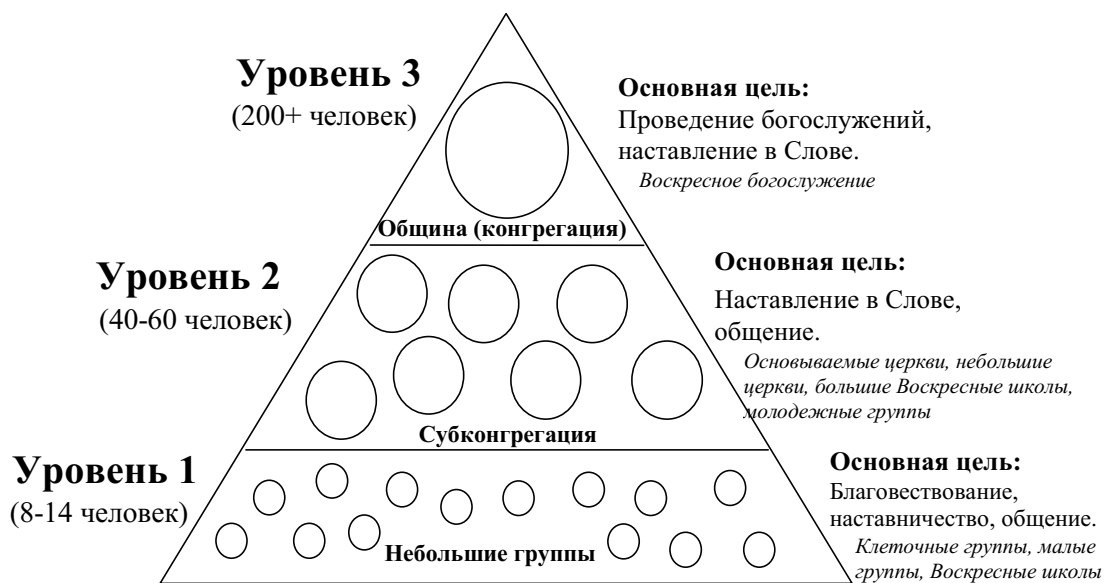 Уровень 3
(200+ человек)
Основная цель:
Проведение богослужений,
наставление в Слове.
Воскресное богослужение
Община (конгрегация)
Уровень 2
(40-60 человек)
Основная цель:
Наставление в Слове,
общение.
Основываемые церкви, небольшие
церкви, большие Воскресные школы,
молодежные группы
Субконгрегация
Уровень 1
(8-14 человек)
Основная цель:
Благовествование,
наставничество, общение.
Клеточные группы, малые
группы, Воскресные школы
Небольшие группы